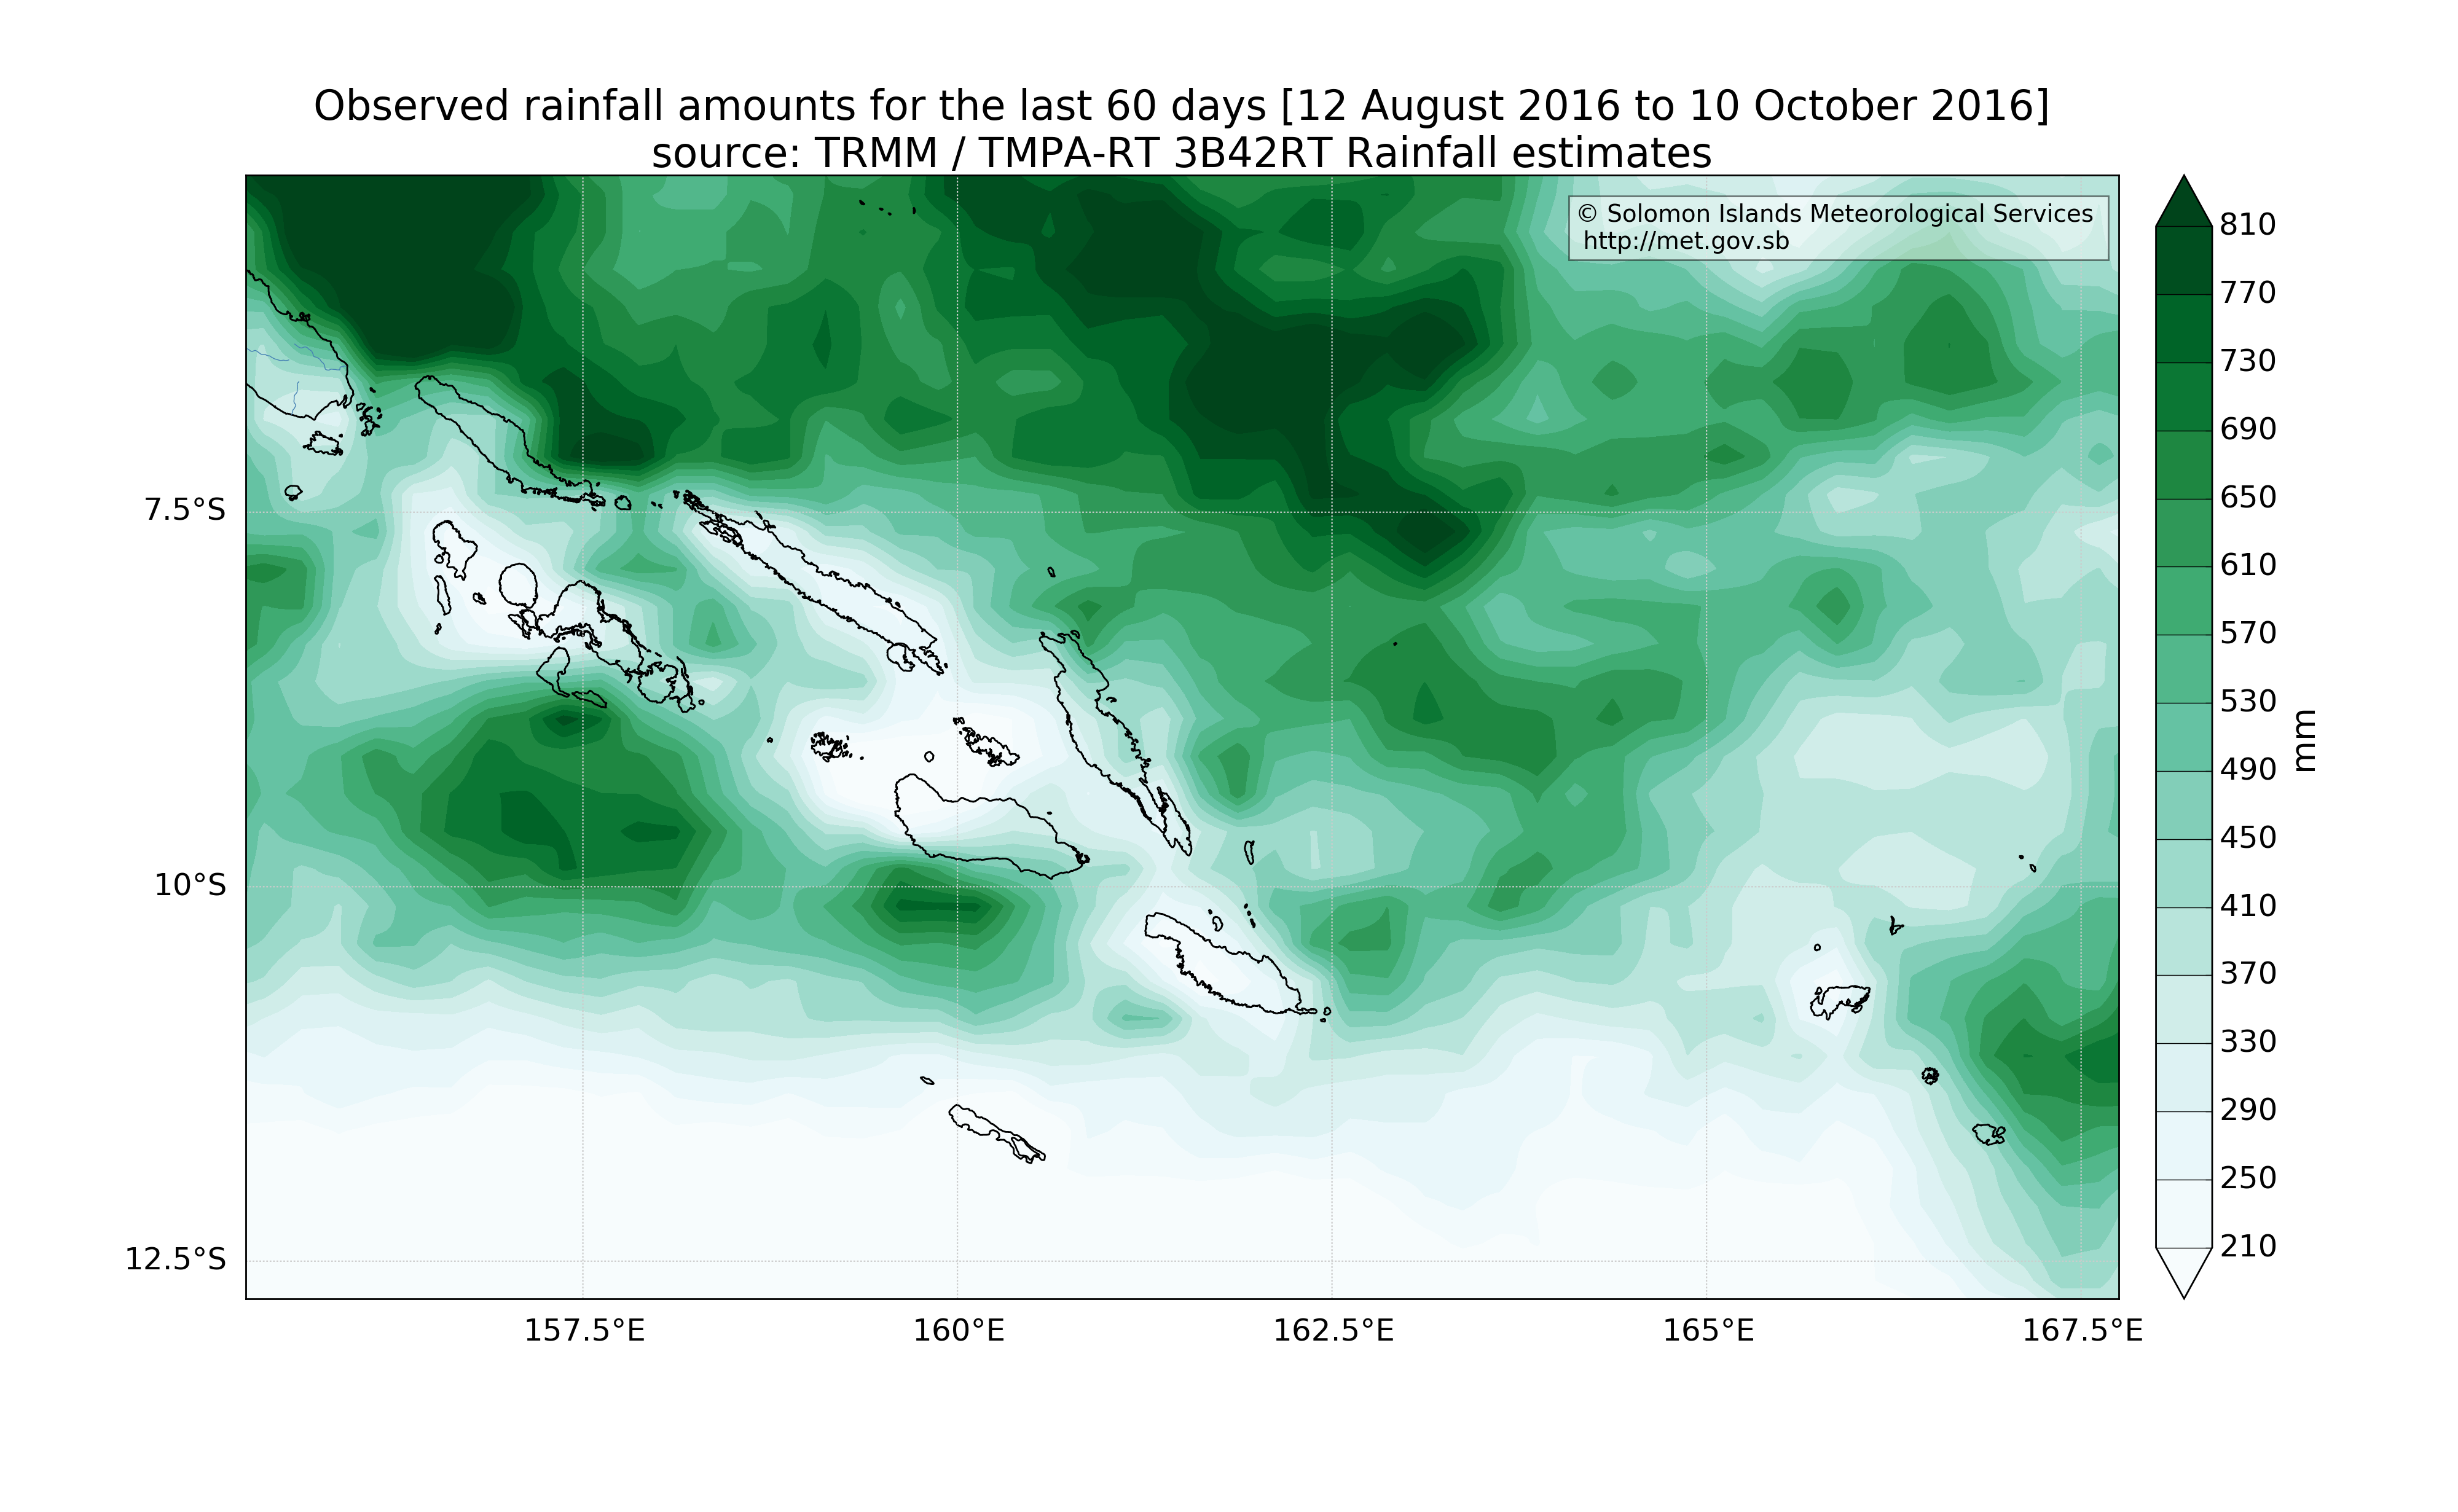 Observed rainfall amounts for the last 60 days [12 August 2016 to 10 October 2016]
source: TRMM / TMPA-RT 3B42RT Rainfall estimates
© Solomon Islands Meteorological Services
http://met.gov.sb
7.5°S
10°S
12.5°S
157.5°E
160°E
162.5°E
165°E
167.5°E
810
770
730
690
650
610
570
530
490
450
410
370
330
290
250
210
mm